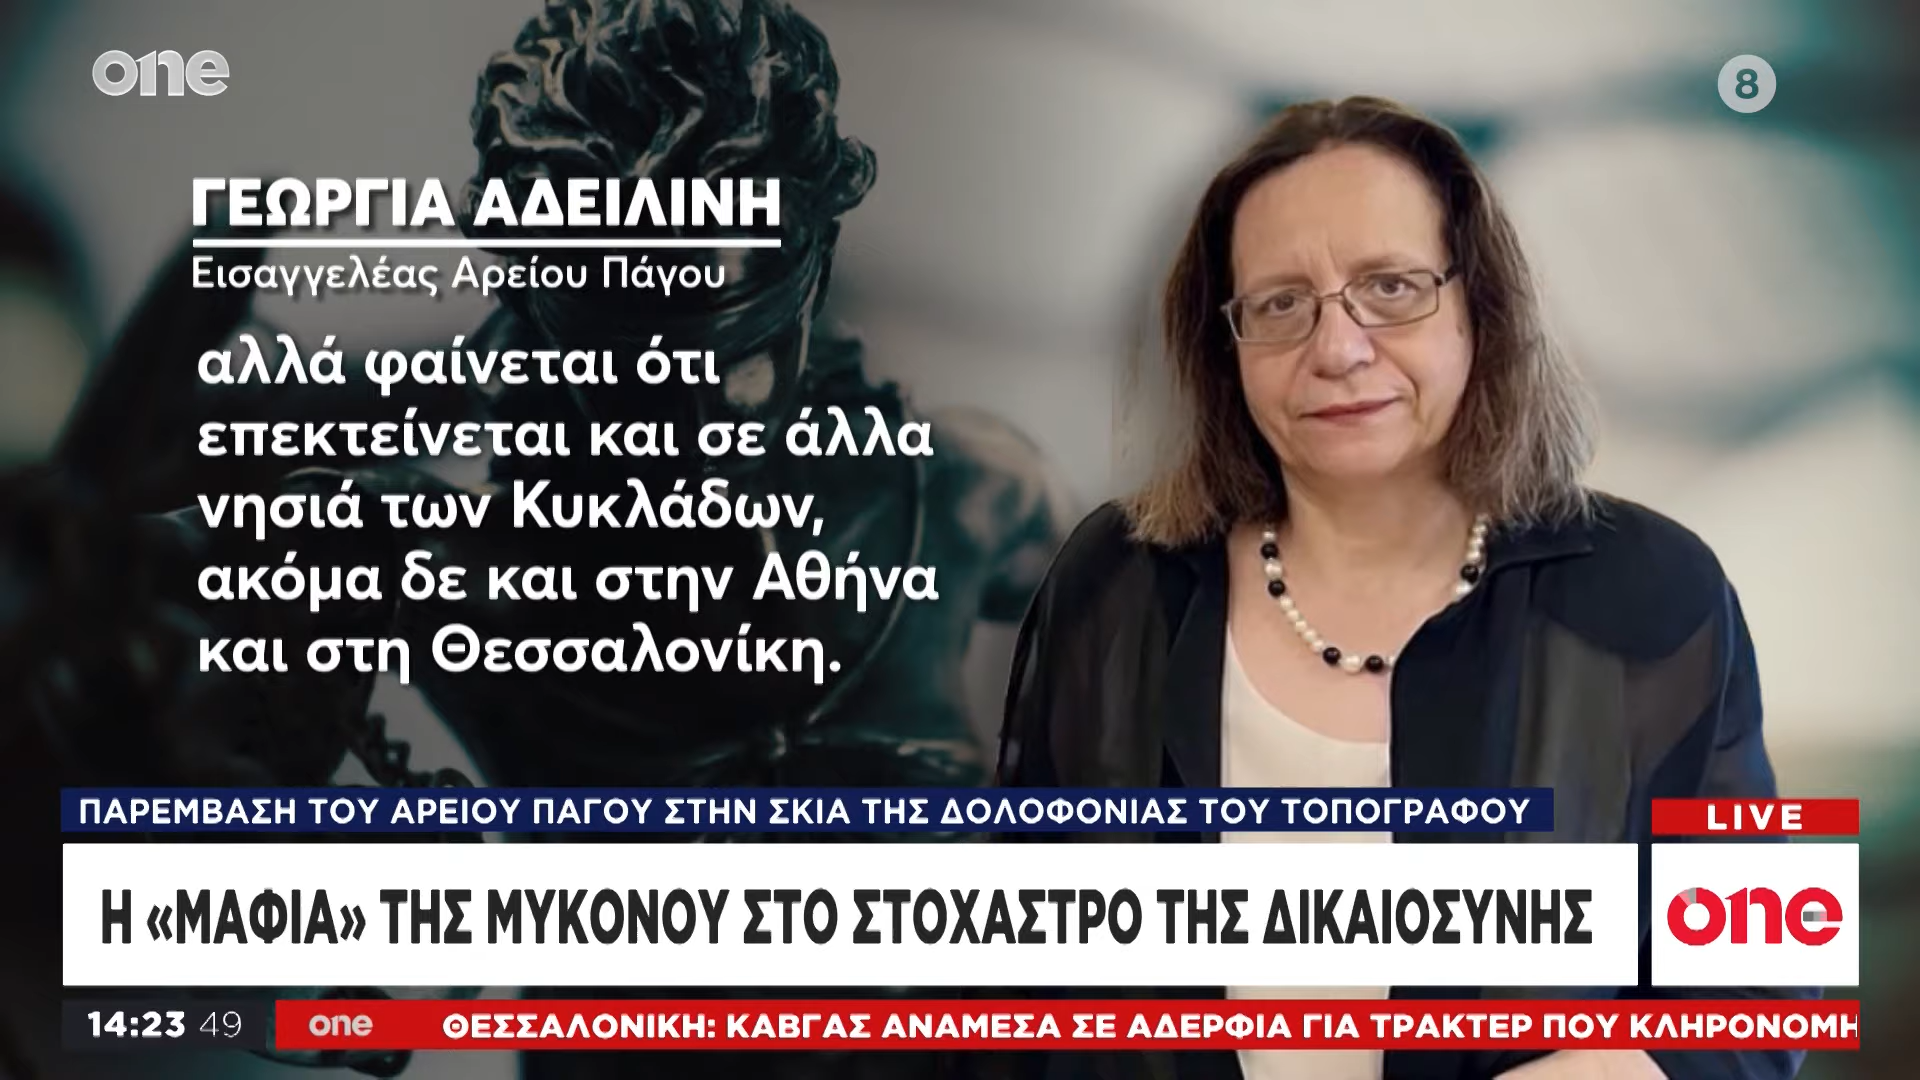 one
8
ΓΕΩΡΓΙΑ ΑΔΕΙΛΙΝΗ
Εισαγγελέας Αρείου Πάγου
αλλά φαίνεται ότι
επεκτείνεται και σε άλλα
νησιά των Κυκλάδων,
ακόμα δε και στην Αθήνα
και στη Θεσσαλονίκη.
ΠΑΡΕΜΒΑΣΗ ΤΟΥ ΑΡΕΙΟΥ ΠΑΓΟΥ ΣΤΗΝ ΣΚΙΑ ΤΗΣ ΔΟΛΟΦΟΝΙΑΣ ΤΟΥ ΤΟΠΟΓΡΑΦΟΥ
LIVE
Η «ΜΑΦΙΑ» ΤΗΣ ΜΥΚΟΝΟΥ ΣΤΟ ΣΤΟΧΑΣΤΡΟ ΤΗΣ ΔΙΚΑΙΟΣΥΝΗΣ
one
14:23 49
one
ΘΕΣΣΑΛΟΝΙΚΗ: ΚΑΒΓΑΣ ΑΝΑΜΕΣΑ ΣΕ ΑΔΕΡΦΙΑ ΓΙΑ ΤΡΑΚΤΕΡ ΠΟΥ ΚΛΗΡΟΝΟΜΗ